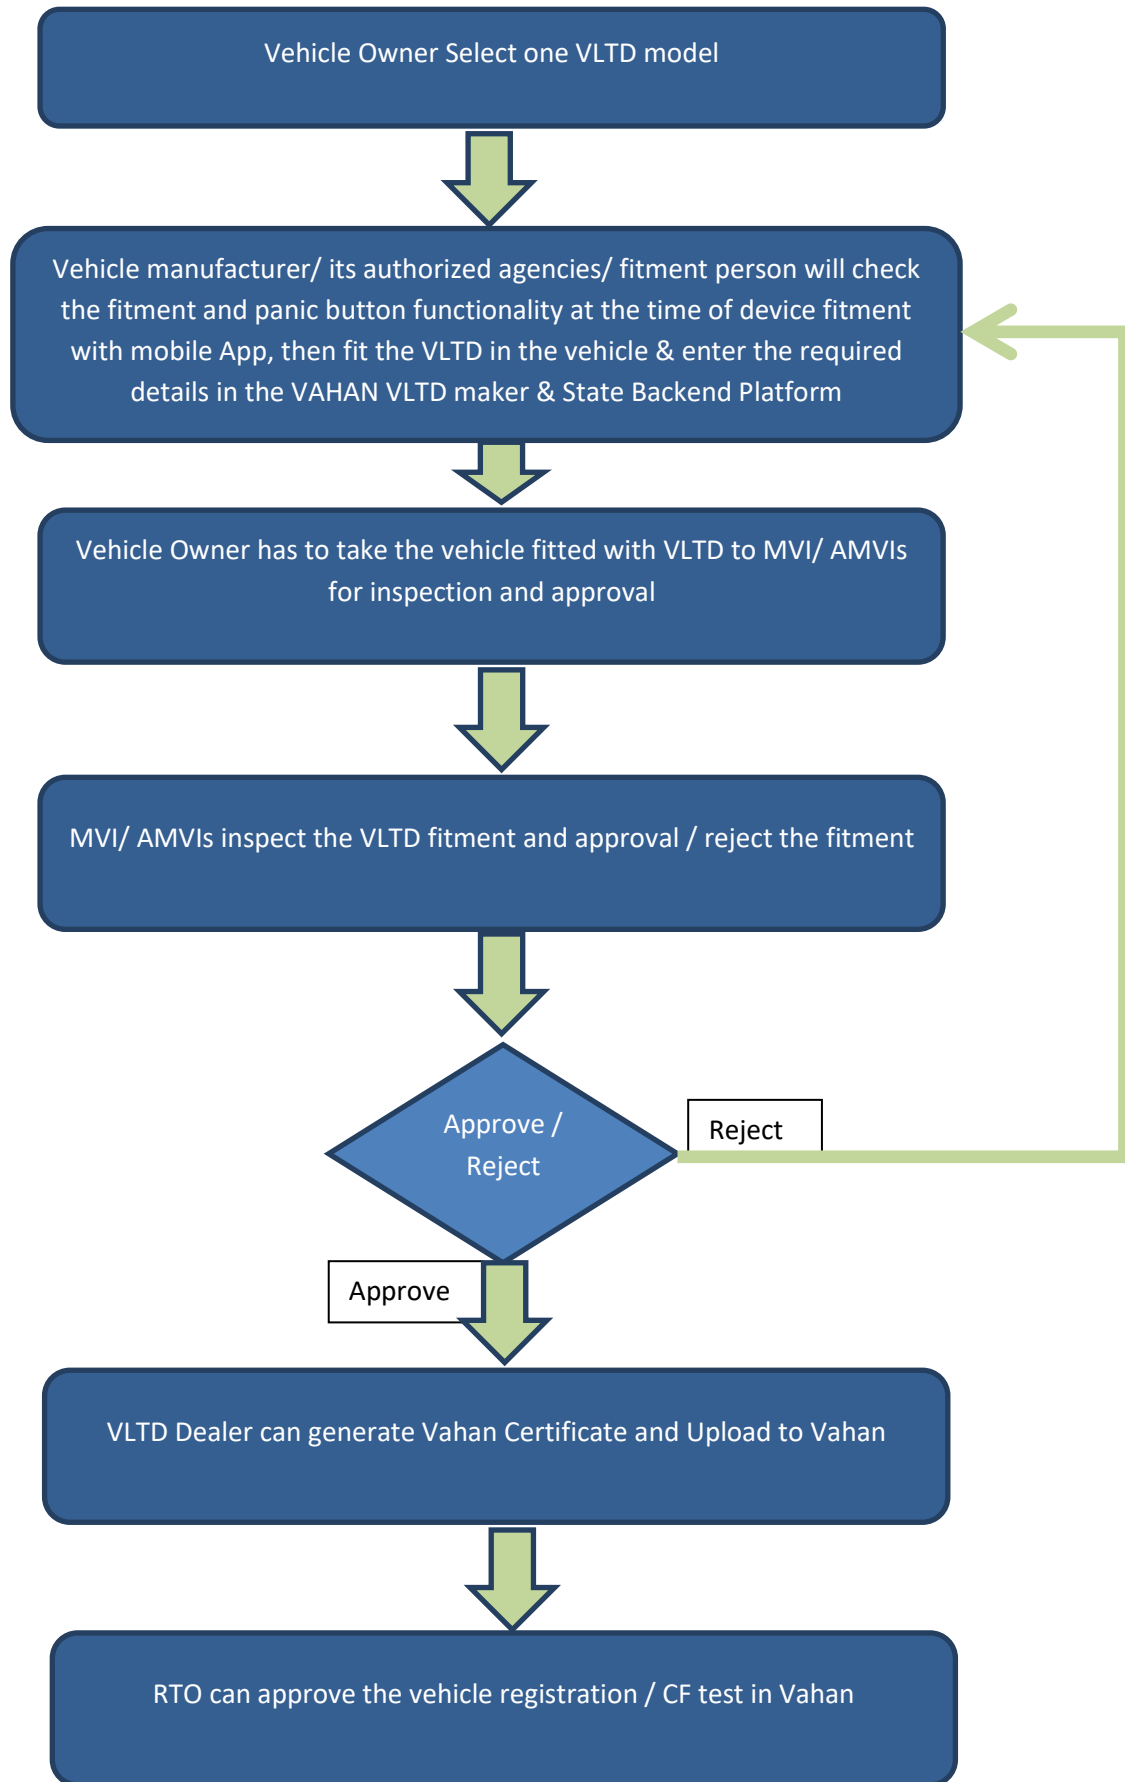 Vehicle Owner Select one VLTD model
Vehicle manufacturer/ its authorized agencies/ fitment person will check
the fitment and panic button functionality at the time of device fitment
with mobile App, then fit the VLTD in the vehicle & enter the required
details in the VAHAN VLTD maker & State Backend Platform
Vehicle Owner has to take the vehicle fitted with VLTD to MVI/ AMVIs
for inspection and approval
MVI/ AMVIs inspect the VLTD fitment and approval / reject the fitment
Approve /
Reject
Reject
Approve
VLTD Dealer can generate Vahan Certificate and Upload to Vahan
RTO can approve the vehicle registration / CF test in Vahan